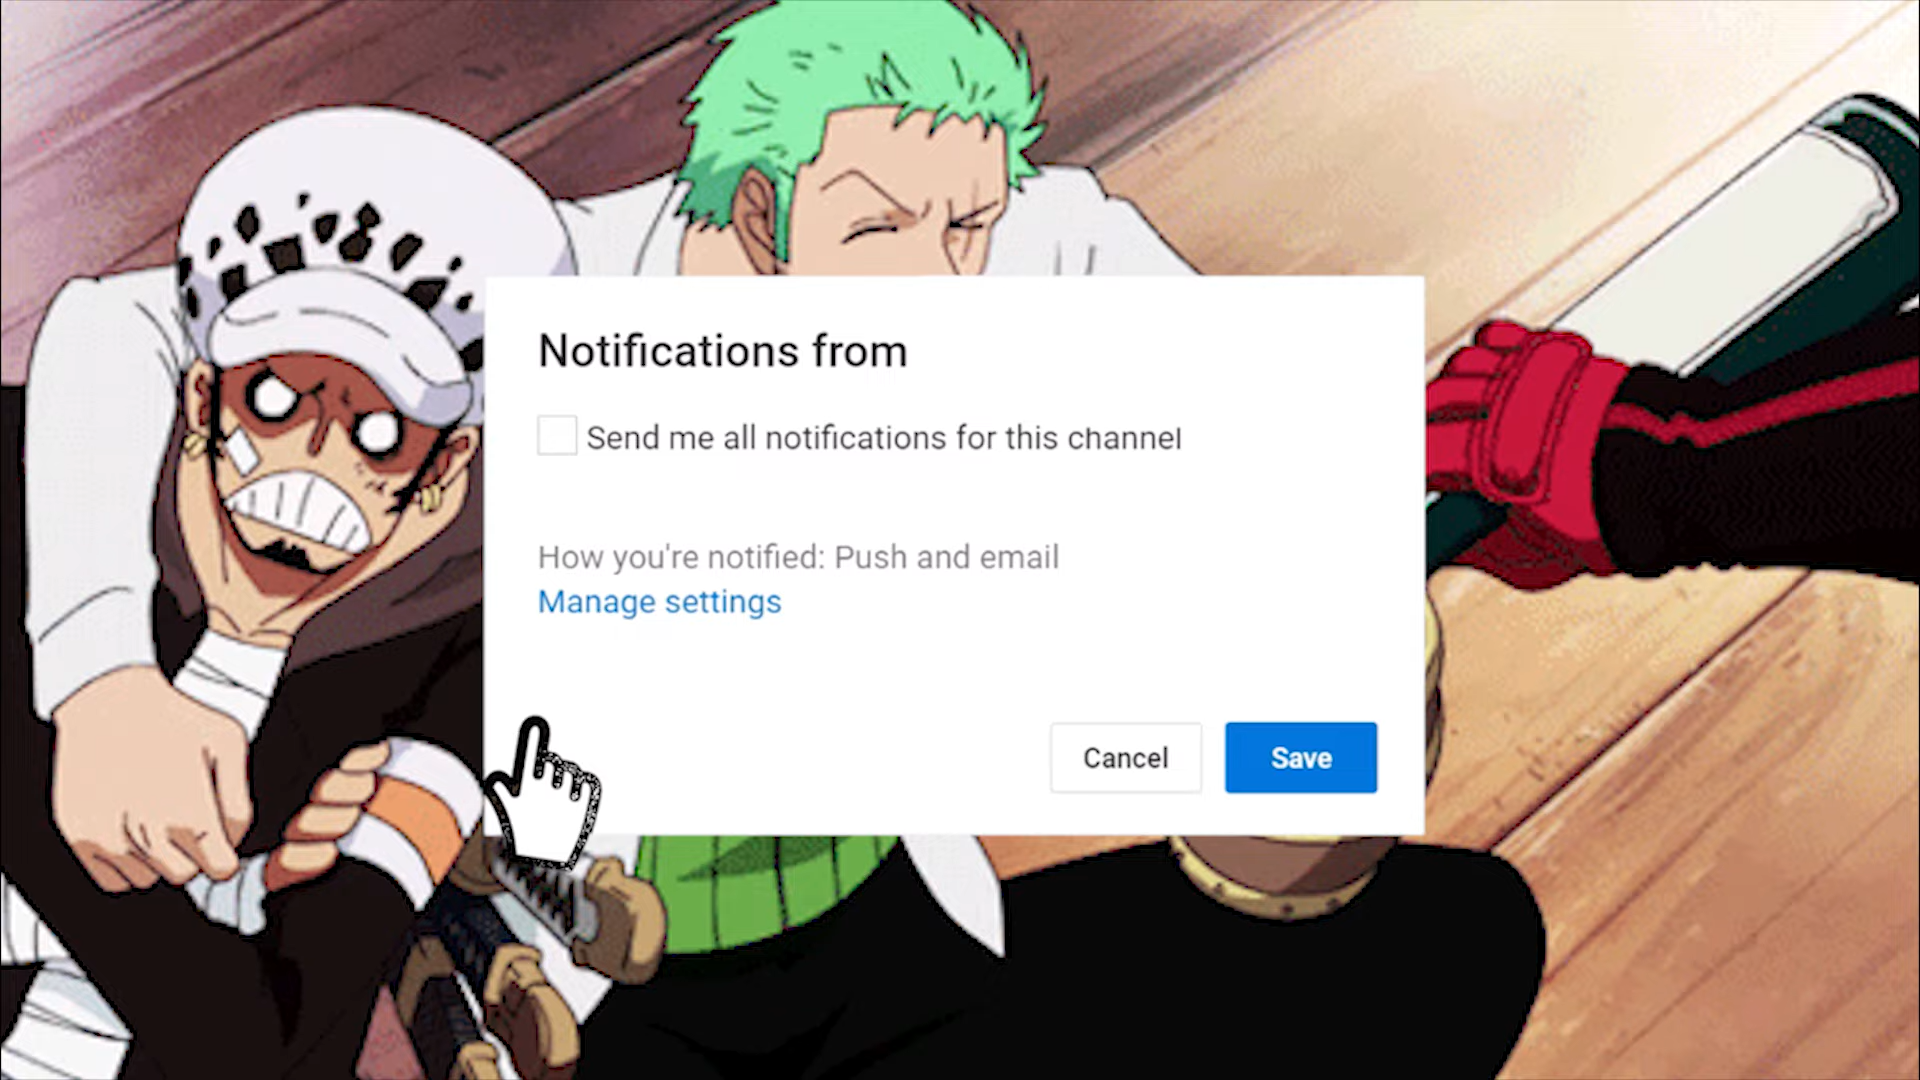 Notifications from
Send me all notifications for this channel
How you're notified: Push and email
Manage settings
Cancel
Save